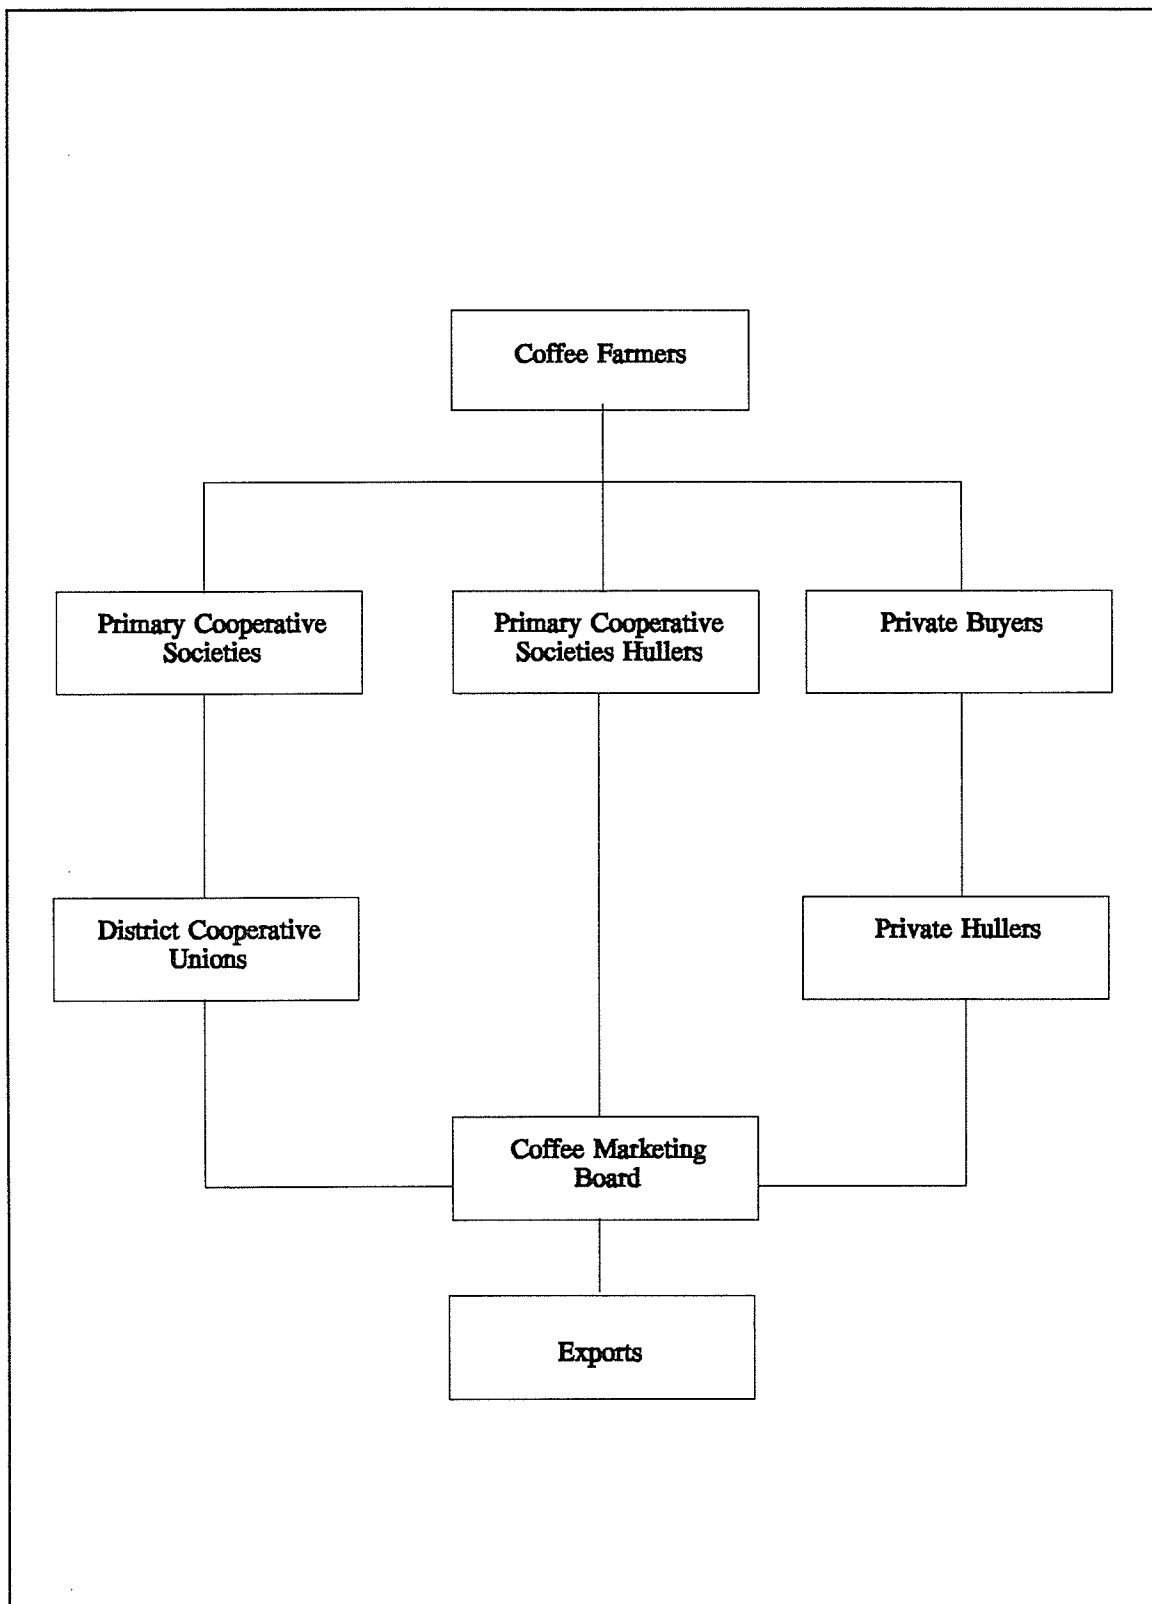 Coffee Farmers
Primary Cooperative
Societies
Primary Cooperative
Societies Hullers
Private Buyers
District Cooperative
Unions
Private Hullers
Coffee Marketing
Board
Exports